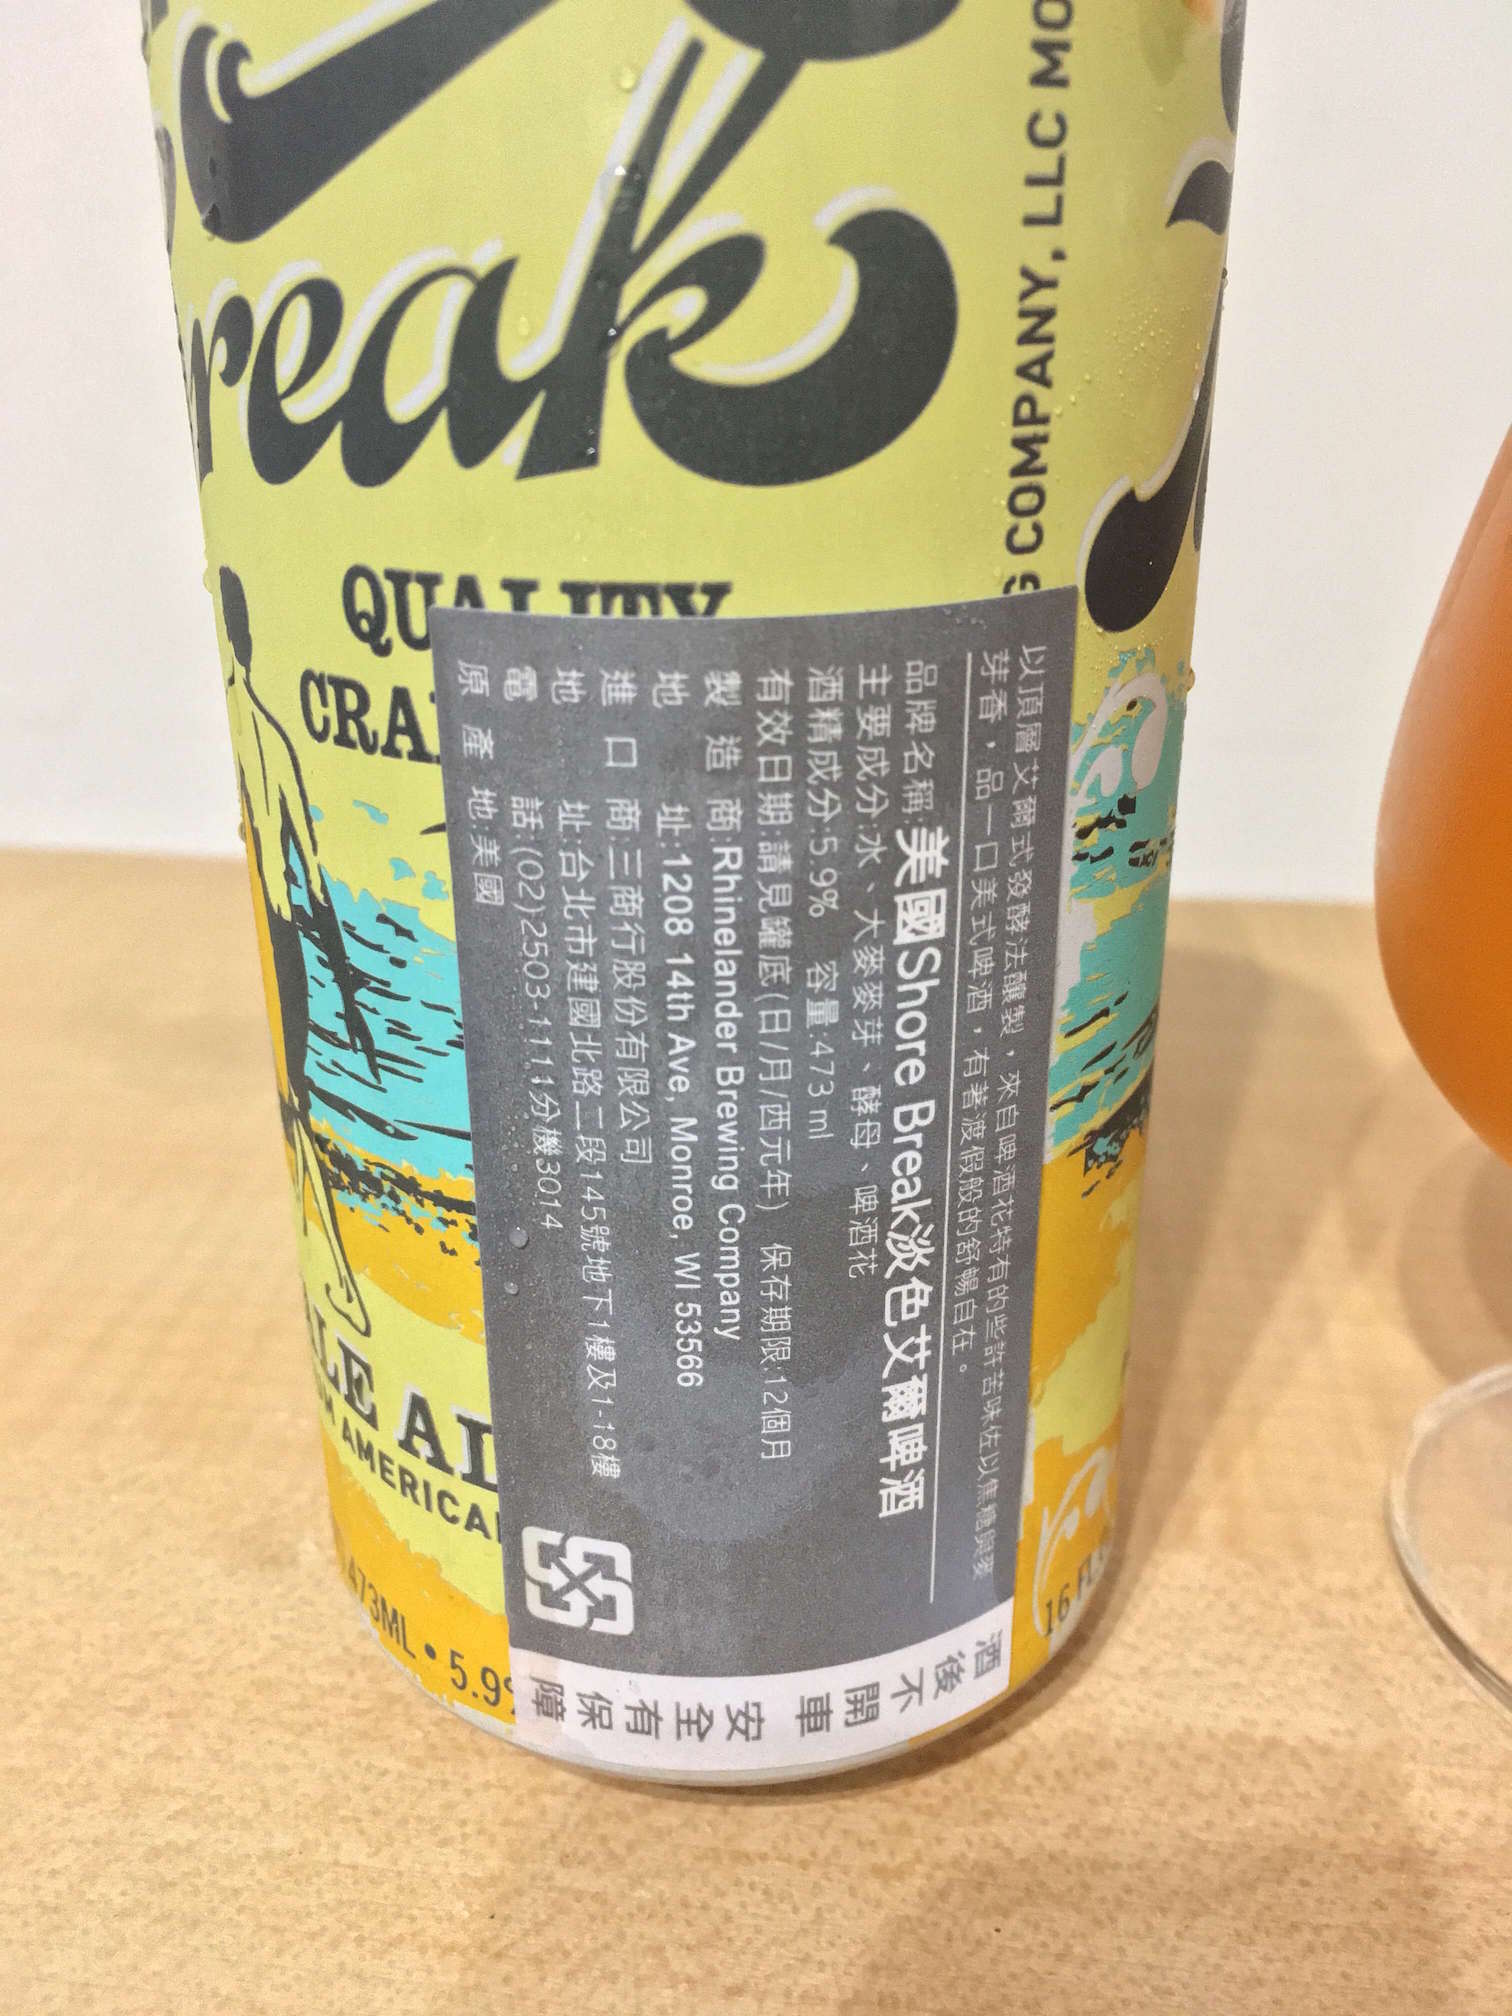 Break
QUALITY
COMPANY, LLC
以頂層艾爾式發酵法釀製，來自啤酒花特有的些許苦味佐以焦糖與麥
芽香，品一口美式啤酒，有著渡假般的舒暢自在。
品牌名稱:美國Shore Break淡色艾爾啤酒
主要成分:水、大麥麥芽、酵母、啤酒花
酒精成分:5.9% 容量:473 ml
有效日期:請見罐底(日/月/西元年) 保存期限:12個月
製造商:Rhinelander Brewing Company
地址:1208 14th Ave, Monroe, WI 53566
進口商:三商行股份有限公司
地址:台北市建國北路二段145號地下1樓及1-18樓
電話:(02)2503-1111分機3014
原產地:美國
酒後不開車 安全有保障
AMERICAN
473ML • 5.9%
16 FL